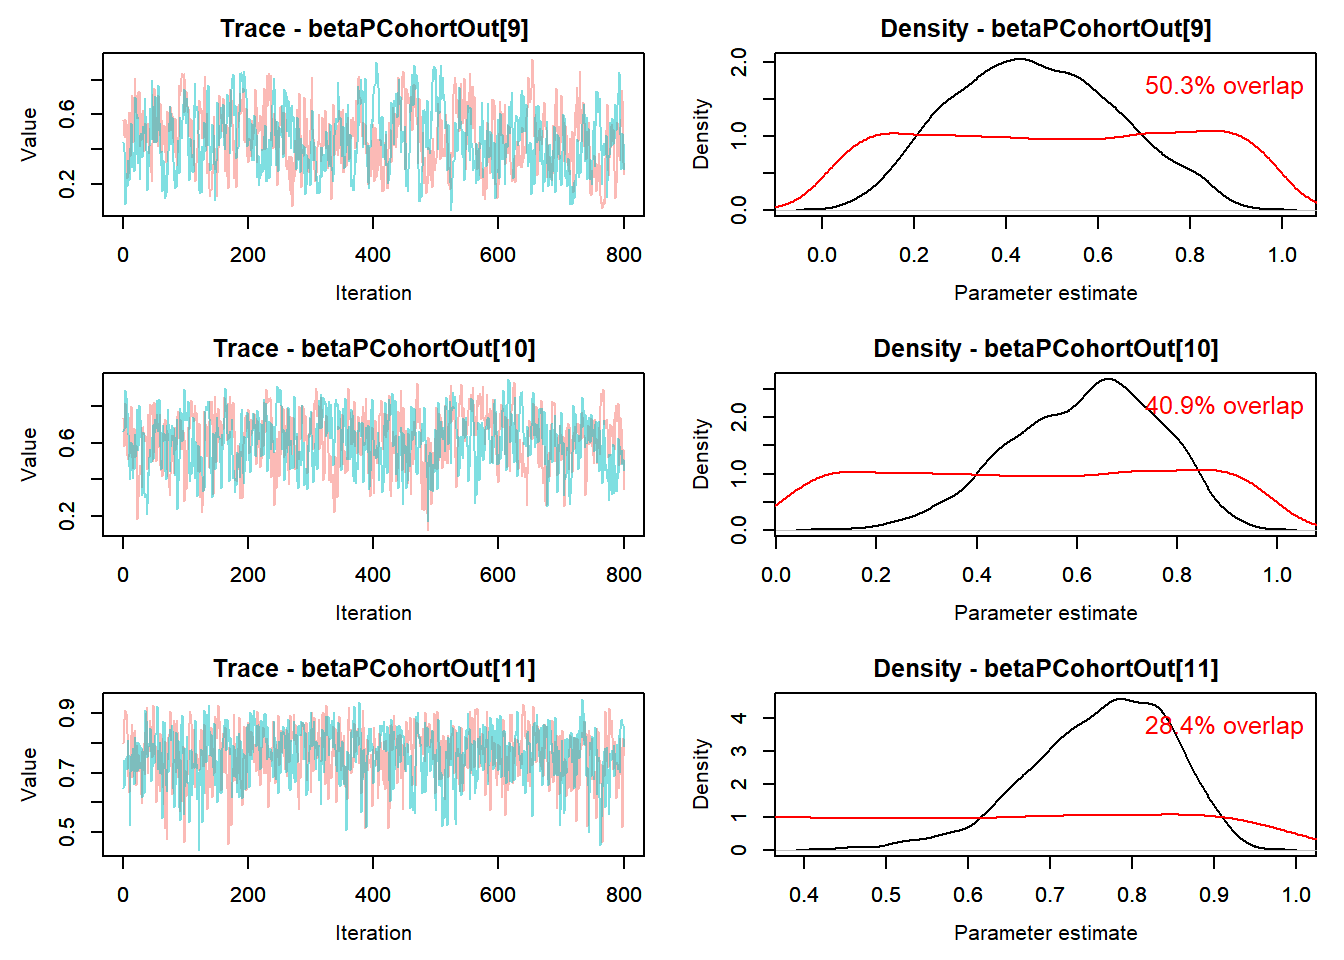 Trace - betaPCohortOut[9]
Value
0.2
0.6
0
200
400
600
800
Iteration
Density - betaPCohortOut[9]
50.3% overlap
Density
0.0
1.0
2.0
0.0
0.2
0.4
0.6
0.8
1.0
Parameter estimate
Trace - betaPCohortOut[10]
Value
0.2
0.6
0
200
400
600
800
Iteration
Density - betaPCohortOut[10]
40.9% overlap
Density
0.0
1.0
2.0
0.0
0.2
0.4
0.6
0.8
1.0
Parameter estimate
Trace - betaPCohortOut[11]
Value
0.5
0.7
0.9
0
200
400
600
800
Iteration
Density - betaPCohortOut[11]
28.4% overlap
Density
0
1
2
3
4
0.4
0.5
0.6
0.7
0.8
0.9
1.0
Parameter estimate